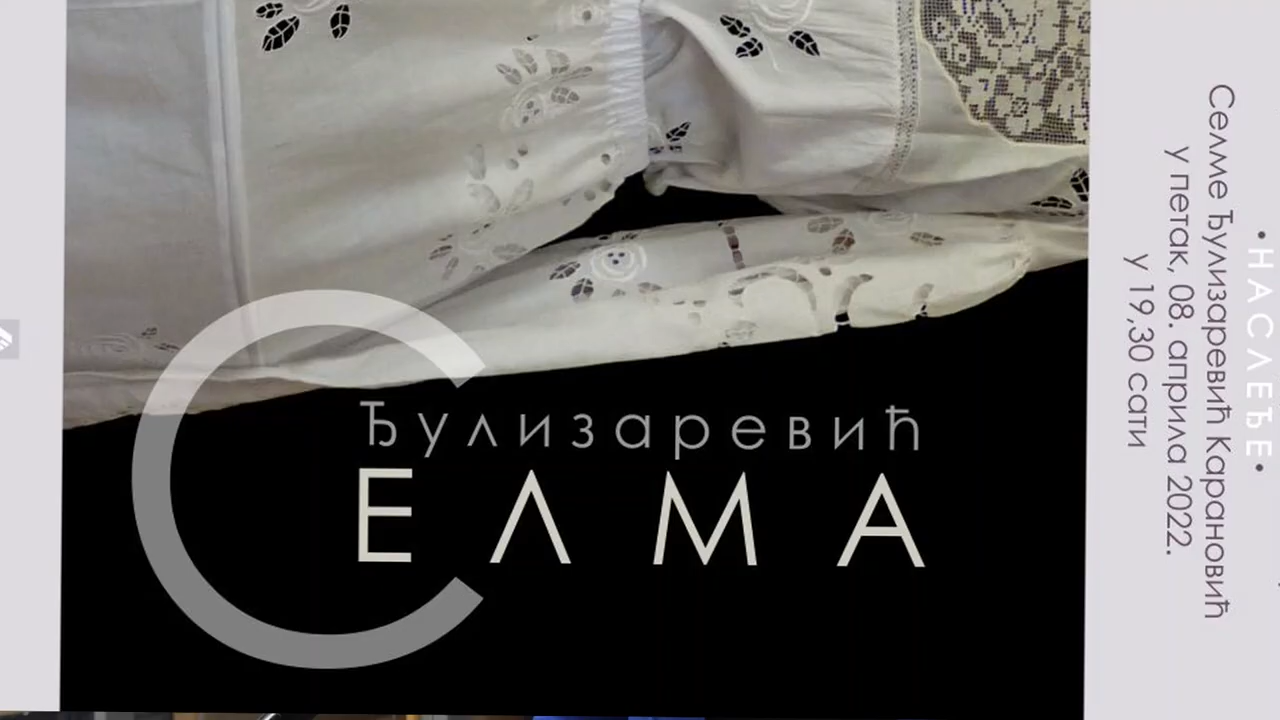 Ђулизаревић
СЕЛМА
•НАСЛЕЂЕ•
Селме Ђулизаревић Карановић
у петак, 08. априла 2022.
у 19,30 сати